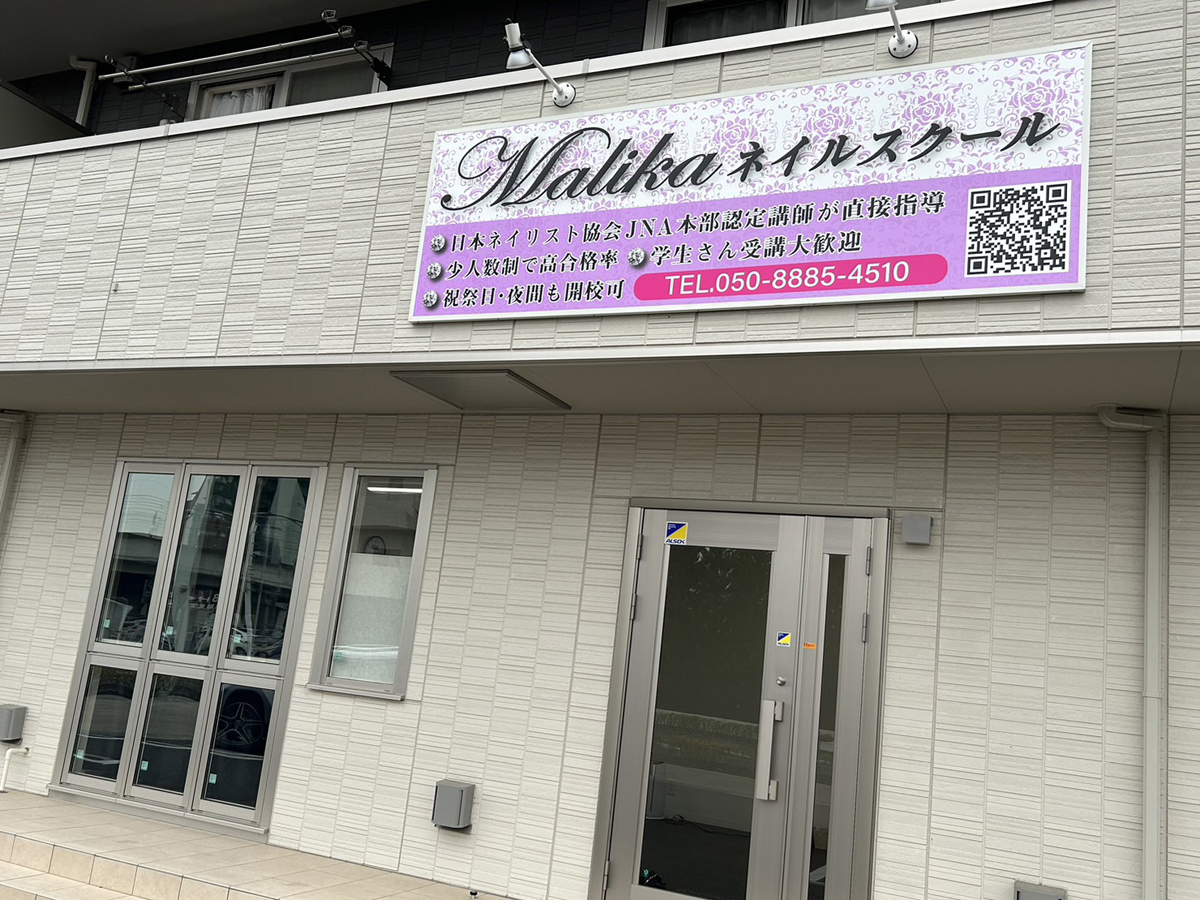 Malika ネイルスクール
日本ネイリスト協会JNA本部認定講師が直接指導
少人数制で高合格率 学生さん受講大歓迎
祝祭日・夜間も開校可
TEL.050-8885-4510
ALSOK